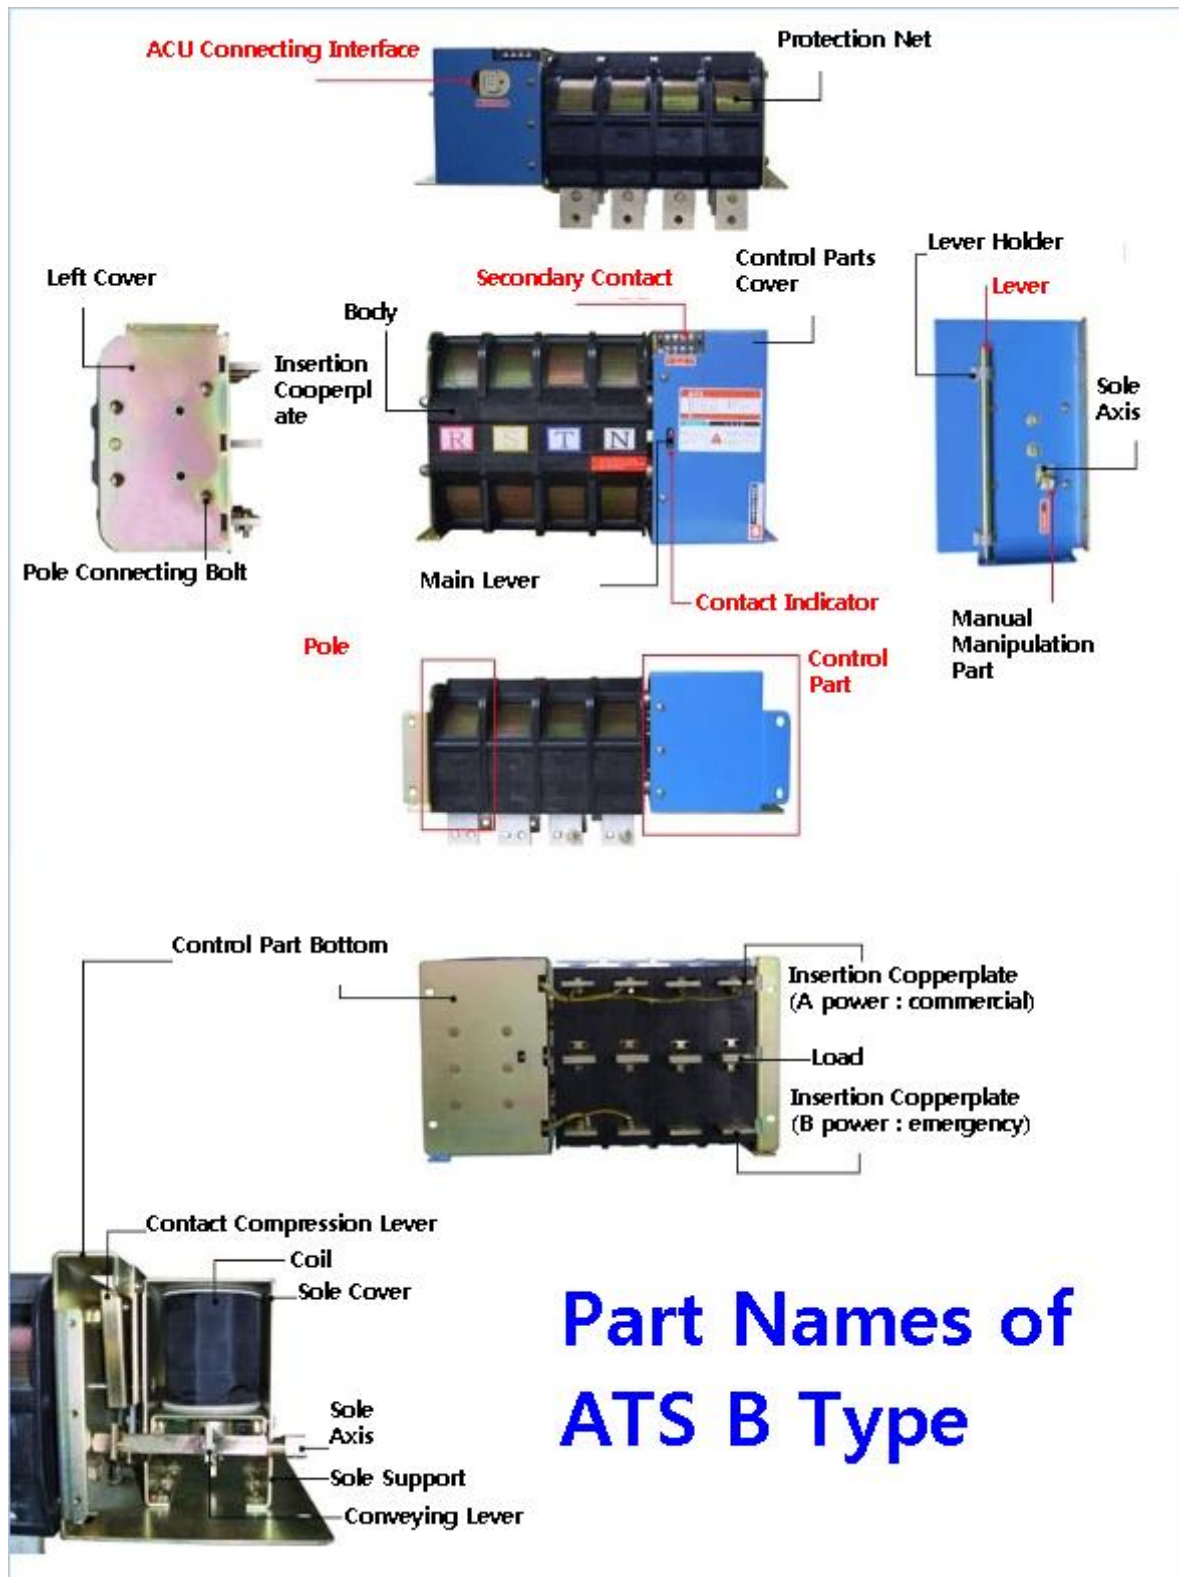 ACU Connecting Interface
Protection Net
Left Cover
Body
Insertion
Cooperpl
ate
Secondary Contact
Control Parts
Cover
Lever Holder
Lever
Sole
Axis
R S T N
Pole Connecting Bolt
Main Lever
Contact Indicator
Manual
Manipulation
Part
Pole
Control
Part
Control Part Bottom
Insertion Copperplate
(A power : commercial)
Load
Insertion Copperplate
(B power : emergency)
Contact Compression Lever
Coil
Sole Cover
Sole
Axis
Sole Support
Conveying Lever
Part Names of
ATS B Type